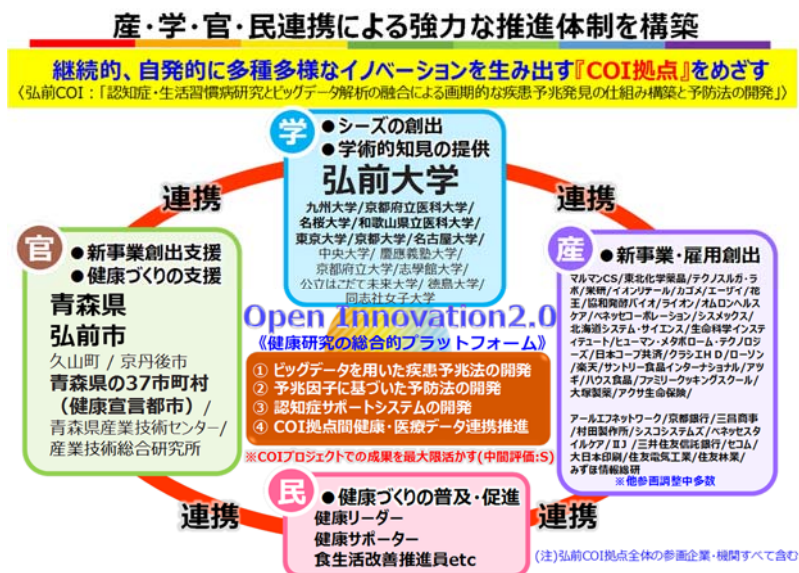 産・学・官・民連携による強力な推進体制を構築
継続的、自発的に多種多様なイノベーションを生み出す『COI拠点』をめざす
〈弘前COI：「認知症・生活習慣病研究とビッグデータ解析の融合による画期的な疾患予兆発見の仕組み構築と予防法の開発」〉
学
●シーズの創出
●学術的知見の提供
弘前大学
九州大学/京都府立医科大学/
名桜大学/和歌山県立医科大学/
東京大学/京都大学/名古屋大学/
中央大学/ 慶應義塾大学/
京都府立大学/志學館大学/
公立はこだて未来大学/ 徳島大学/
同志社女子大学
連携
連携
官
●新事業創出支援
●健康づくりの支援
青森県
弘前市
久山町 / 京丹後市
青森県の37市町村
（健康宣言都市）/
青森県産業技術センター/
産業技術総合研究所
Open Innovation2.0
《健康研究の総合的プラットフォーム》
① ビッグデータを用いた疾患予兆法の開発
② 予兆因子に基づいた予防法の開発
③ 認知症サポートシステムの開発
④ COI拠点間健康・医療データ連携推進
※COIプロジェクトでの成果を最大限活かす(中間評価:S)
産
●新事業・雇用創出
マルマンCS/東北化学薬品/テクノスルガ・ラ
ボ/栄研/イオンリテール/カゴメ/エーザイ/花
王/協和発酵バイオ/ライオン/オムロンヘルス
ケア/ベネッセコーポレーション/シスメックス/
北海道システム・サイエンス/生命科学インステ
ィテュート/ヒューマン・メタボローム・テクノロジ
ーズ/日本コープ共済/クラシエＨＤ/ローソン
/楽天/サントリー食品インターナショナル/アツ
ギ/ハウス食品/ファミリークッキングスクール/
大塚製薬/アクサ生命保険/
アールエフネットワーク/京都銀行/三昌商事
/村田製作所/シスコシステムズ/ベネッセスタ
イルケア/ＩＩＪ /三井住友信託銀行/セコム/
大日本印刷/住友電気工業/住友林業/
みずほ情報総研
※他参画調整中多数
民
●健康づくりの普及・促進
健康リーダー
健康サポーター
食生活改善推進員etc
連携
連携
(注)弘前COI拠点全体の参画企業・機関すべて含む